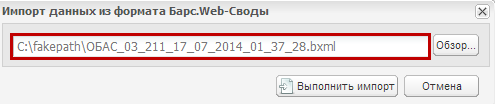 Импорт данных из формата Барс.Web-Своды
C:\fakepath\ОБАС_03_211_17_07_2014_01_37_28.bxml
Обзор...
Выполнить импорт
Отмена